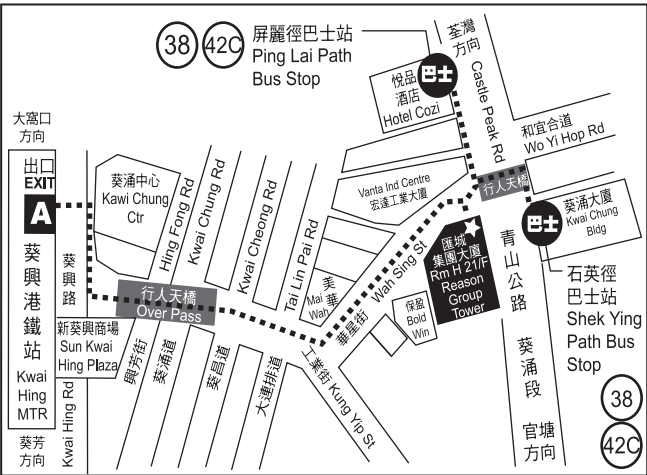 38
42C
屏麗徑巴士站
Ping Lai Path
Bus Stop
荃灣
方向
Castle Peak Rd
悅品
酒店
Hotel Cozi
巴士
和宜合道
Wo Yi Hop Rd
大窩口
方向
出口
EXIT
A
葵興港鐵站
Kwai
Hing
MTR
葵芳
方向
葵興路
Kwai Hing Rd
葵涌中心
Kawi Chung
Ctr
Hing Fong Rd
Kwai Chung Rd
Kwai Cheong Rd
Tai Lin Pai Rd
行人天橋
Over Pass
新葵興商場
Sun Kwai
Hing Plaza
興芳街
葵涌道
葵昌道
大連排道
美華
Mai
Wah
工業街 Kung Yip St
華星街
Wah Sing St
Vanta Ind Centre
宏達工業大廈
行人天橋
保盈
Bold
Win
匯城
集團大廈
Rm H 21/F
Reason
Group
Tower
巴士
葵涌大廈
Kwai Chung
Bldg
青山公路
葵涌段
官塘
方向
石英徑
巴士站
Shek Ying
Path Bus
Stop
38
42C